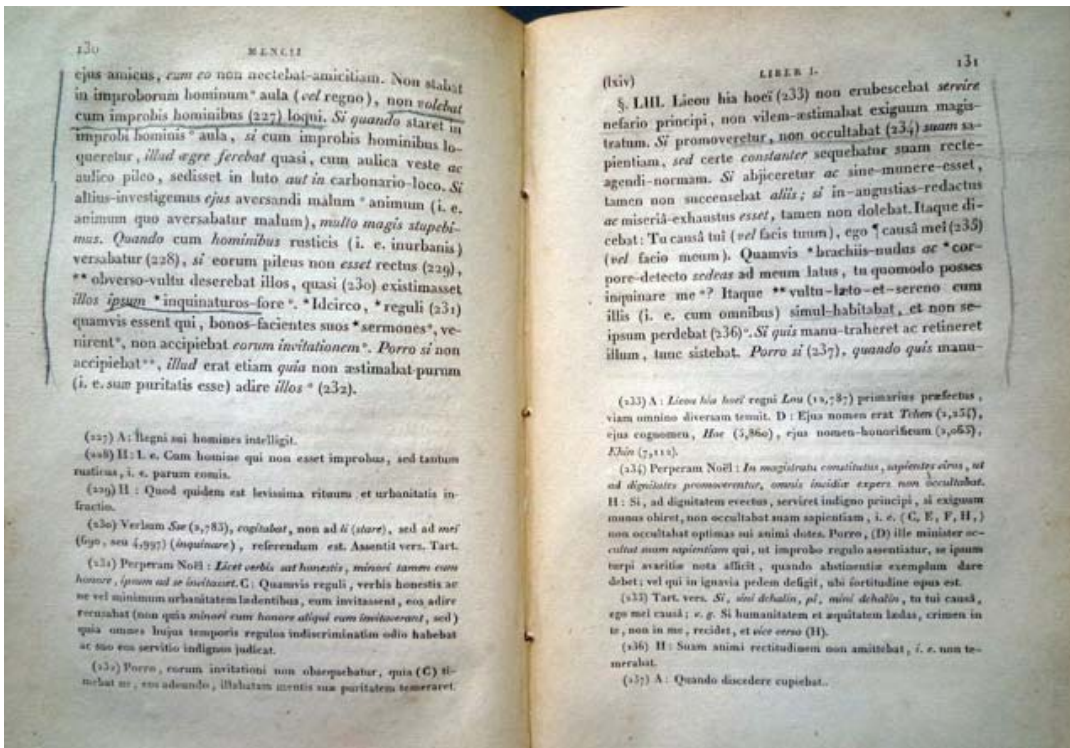 130
MENCII
ejus amicus, cum eo non nectebat-amicitiam. Non stabat
in improborum hominum* aula (vel regno), non volebat
cum improbis hominibus (227) loqui. Si quando staret in
improbi hominis* aula, si cum improbis hominibus lo-
queretur, illud ægre ferebat quasi, cum aulica veste ac
aulico pileo, sedisset in luto aut in carbonario-loco. Si
altius-investigemus ejus aversandi malum* animum (i. e.
animum quo aversabatur malum), multo magis stupebi-
mus. Quando cum hominibus rusticis (i. e. inurbanis)
versabatur (228), si eorum pileus non esset rectus (229),
** obverso-vultu deserebat illos, quasi (230) existimasset
illos ipsum *inquinaturos-fore*. *Idcirco, *reguli (231)
quamvis essent qui, bonos-facientes suos *sermones*, ve-
nirent*, non accipiebat eorum invitationem*. Porro si non
accipiebat**, illud erat etiam quia non æstimabat-purum
(i. e. suæ puritatis esse) adire illos* (232).
(227) A: Regni sui homines intelligit.
(228) H: I. e. Cum homine qui non esset improbus, sed tantum
rusticus, i. e. parum comis.
(229) H : Quod quidem est levissima rituum et urbanitatis in-
fractio.
(230) Verbum Sse (2,783), cogitabat, non ad li (stare), sed ad mei
(690, seu 4,997) (inquinare), referendum est. Assentit vers. Tart.
(231) Perperam Noël : Licet verbis sat honestis, minori tamen cum
honore, ipsum ad se invitasset. C: Quamvis reguli, verbis honestis ac
ne vel minimum urbanitatem lædentibus, eum invitassent, eos adire
recusabat (non quia minori cum honore aliqui eum invitaverant, sed)
quia omnes hujus temporis regulos indiscriminatim odio habebat
ac suo eos servitio indignos judicat.
(232) Porro, eorum invitationi non obsequebatur, quia (C) ti-
mebat ne, eos adeundo, illabatam mentis suæ puritatem temeraret.
LIBER I.
131
(lxiv)
§. LIII. Lieou hia hoeï (233) non erubescebat servire
nefario principi, non vilem-æstimabat exiguum magis-
tratum. Si promoveretur, non occultabat (234) suam sa-
pientiam, sed certe constanter sequebatur suam recte-
agendi-normam. Si abjiceretur ac sine-munere-esset,
tamen non succensebat aliis; si in-angustias-redactus
ac miseriâ-exhaustus esset, tamen non dolebat. Itaque di-
cebat: Tu causâ tuî (vel facis tuum), ego ¶ causâ meî (235)
(vel facio meum). Quamvis *brachiis-nudus ac *cor-
pore-detecto sedeas ad meum latus, tu quomodo posses
inquinare me*? Itaque ** vultu-læto-et-sereno cum
illis (i. e. cum omnibus) simul-habitabat, et non se-
ipsum perdebat (236)*. Si quis manu-traheret ac retineret
illum, tunc sistebat. Porro si (237), quando quis manu-
(233) A : Lieou hia hoeï regni Lou (12,787) primarius præfectus,
viam omnino diversam tenuit. D : Ejus nomen erat Tchen (2,254),
ejus cognomen, Hoe (3,860), ejus nomen-honorificum (2,065),
Khin (7,112).
(234) Perperam Noël : In magistratu constitutus, sapientes viros, ut
ad dignitates promoverentur, omnis invidiæ expers non occultabat.
H : Si, ad dignitatem evectus, serviret indigno principi, si exiguum
munus obiret, non occultabat suam sapientiam, i. e. (C, E, F, H,)
non occultabat optimas sui animi dotes. Porro, (D) ille minister oc-
cultat suam sapientiam qui, ut improbo regulo assentiatur, se ipsum
turpi avaritiæ nota afficit, quando abstinentiæ exemplum dare
debet; vel qui in ignavia pedem defigit, ubi fortitudine opus est.
(235) Tart. vers. Si, sini dchalin, pi, mini dchalin, tu tui causâ,
ego mei causâ; v. g. Si humanitatem et æquitatem lædas, crimen in
te, non in me, recidet, et vice versa (H).
(236) H : Suam animi rectitudinem non amittebat, i. e. non te-
merabat.
(237) A : Quando discedere cupiebat..